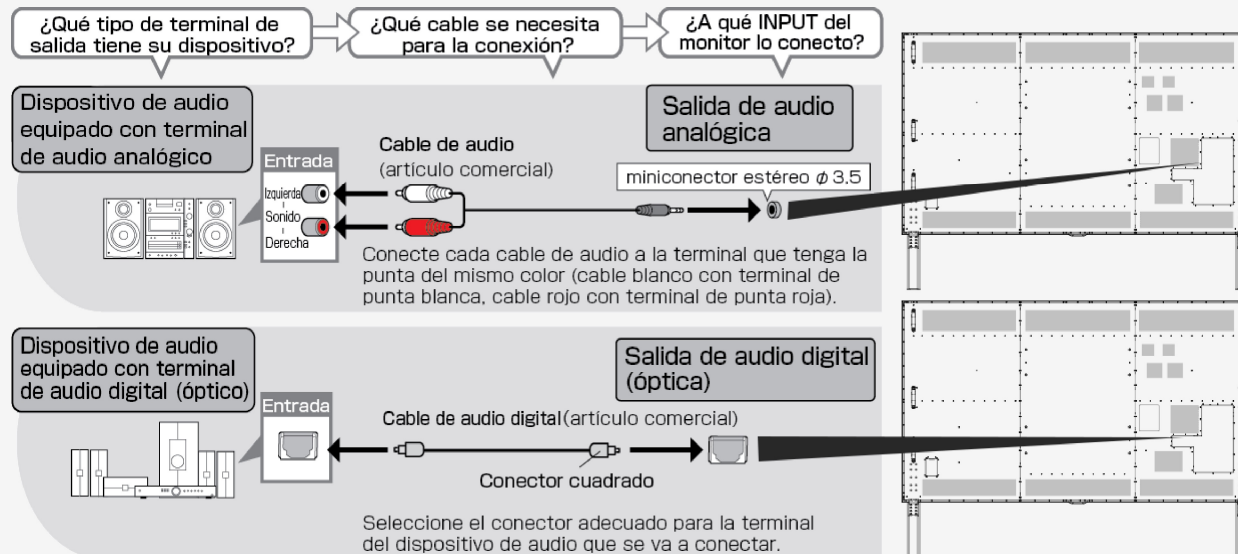 ¿Qué tipo de terminal de
salida tiene su dispositivo?
¿Qué cable se necesita
para la conexión?
¿A qué INPUT del
monitor lo conecto?
Dispositivo de audio
equipado con terminal
de audio analógico
Entrada
Izquierda
Sonido
Derecha
Cable de audio
(artículo comercial)
Salida de audio
analógica
miniconector estéreo φ 3.5
Conecte cada cable de audio a la terminal que tenga la
punta del mismo color (cable blanco con terminal de
punta blanca, cable rojo con terminal de punta roja).
Dispositivo de audio
equipado con terminal
de audio digital (óptico)
Entrada
Cable de audio digital(artículo comercial)
Conector cuadrado
Salida de audio digital
(óptica)
Seleccione el conector adecuado para la terminal
del dispositivo de audio que se va a conectar.